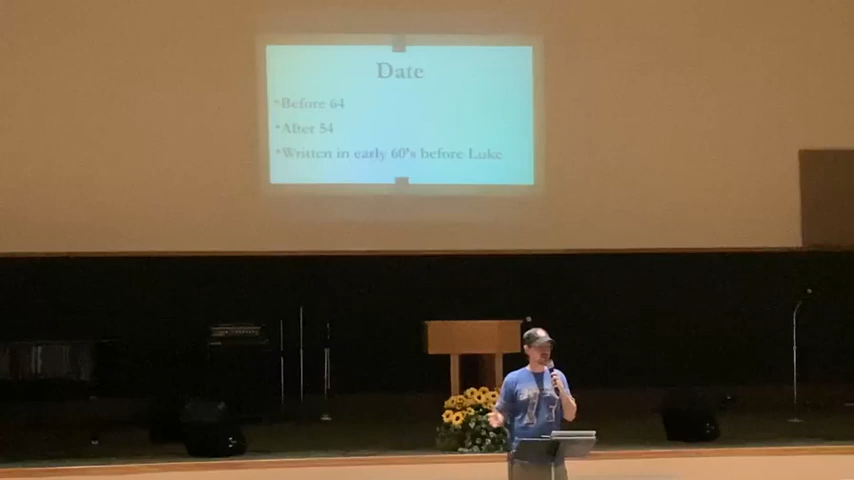 Date
•Before 64
•After 54
•Written in early 60's before Luke